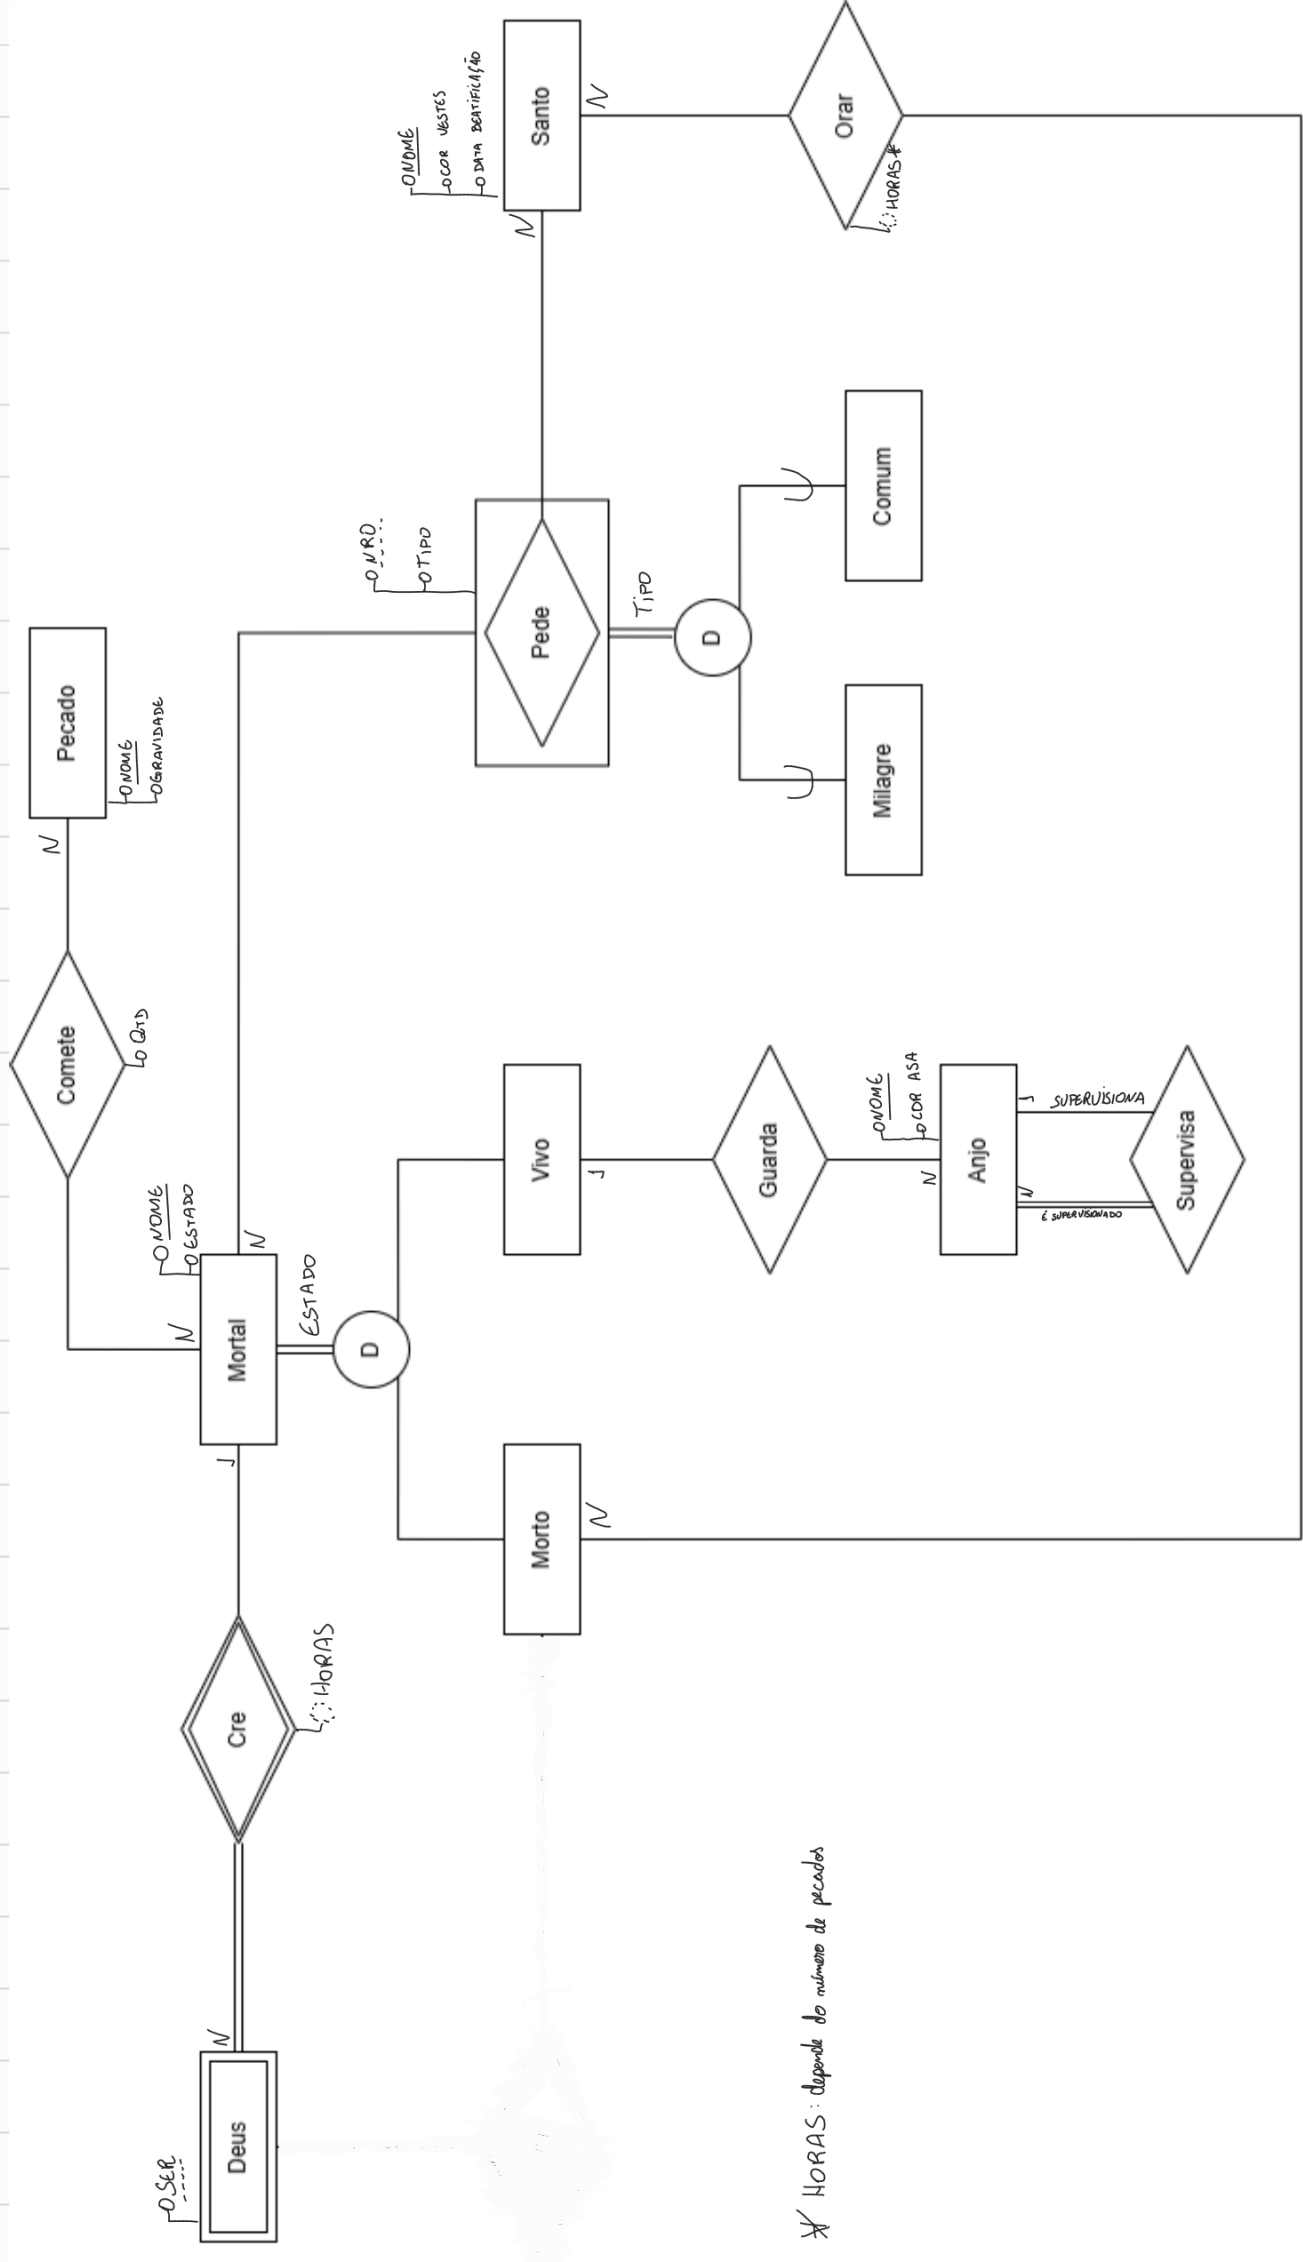 SER
Deus
N
Cre
HORAS
1
Mortal
NOME
ESTADO
N
N
Comete
QTD
N
Pecado
NOME
GRAVIDADE
ESTADO
D
Morto
N
Vivo
1
Guarda
N
Anjo
NOME
COR ASA
N
É SUPERVISIONADO
1
SUPERVISIONA
Supervisa
NRO
TIPO
Pede
TIPO
D
U
Milagre
U
Comum
N
NOME
COR VESTES
DATA BEATIFICAÇÃO
Santo
N
Orar
HORAS*
* HORAS: depende do número de pecados